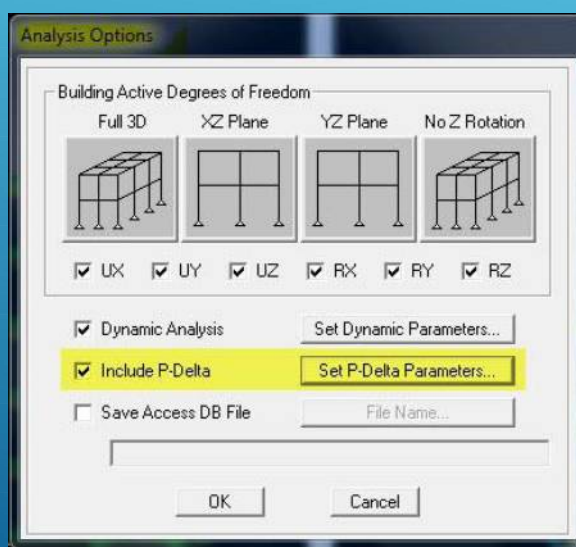 Analysis Options
Building Active Degrees of Freedom
Full 3D XZ Plane YZ Plane No Z Rotation
UX UY UZ RX RY RZ
Dynamic Analysis Set Dynamic Parameters...
Include P-Delta Set P-Delta Parameters...
Save Access DB File File Name...
OK Cancel